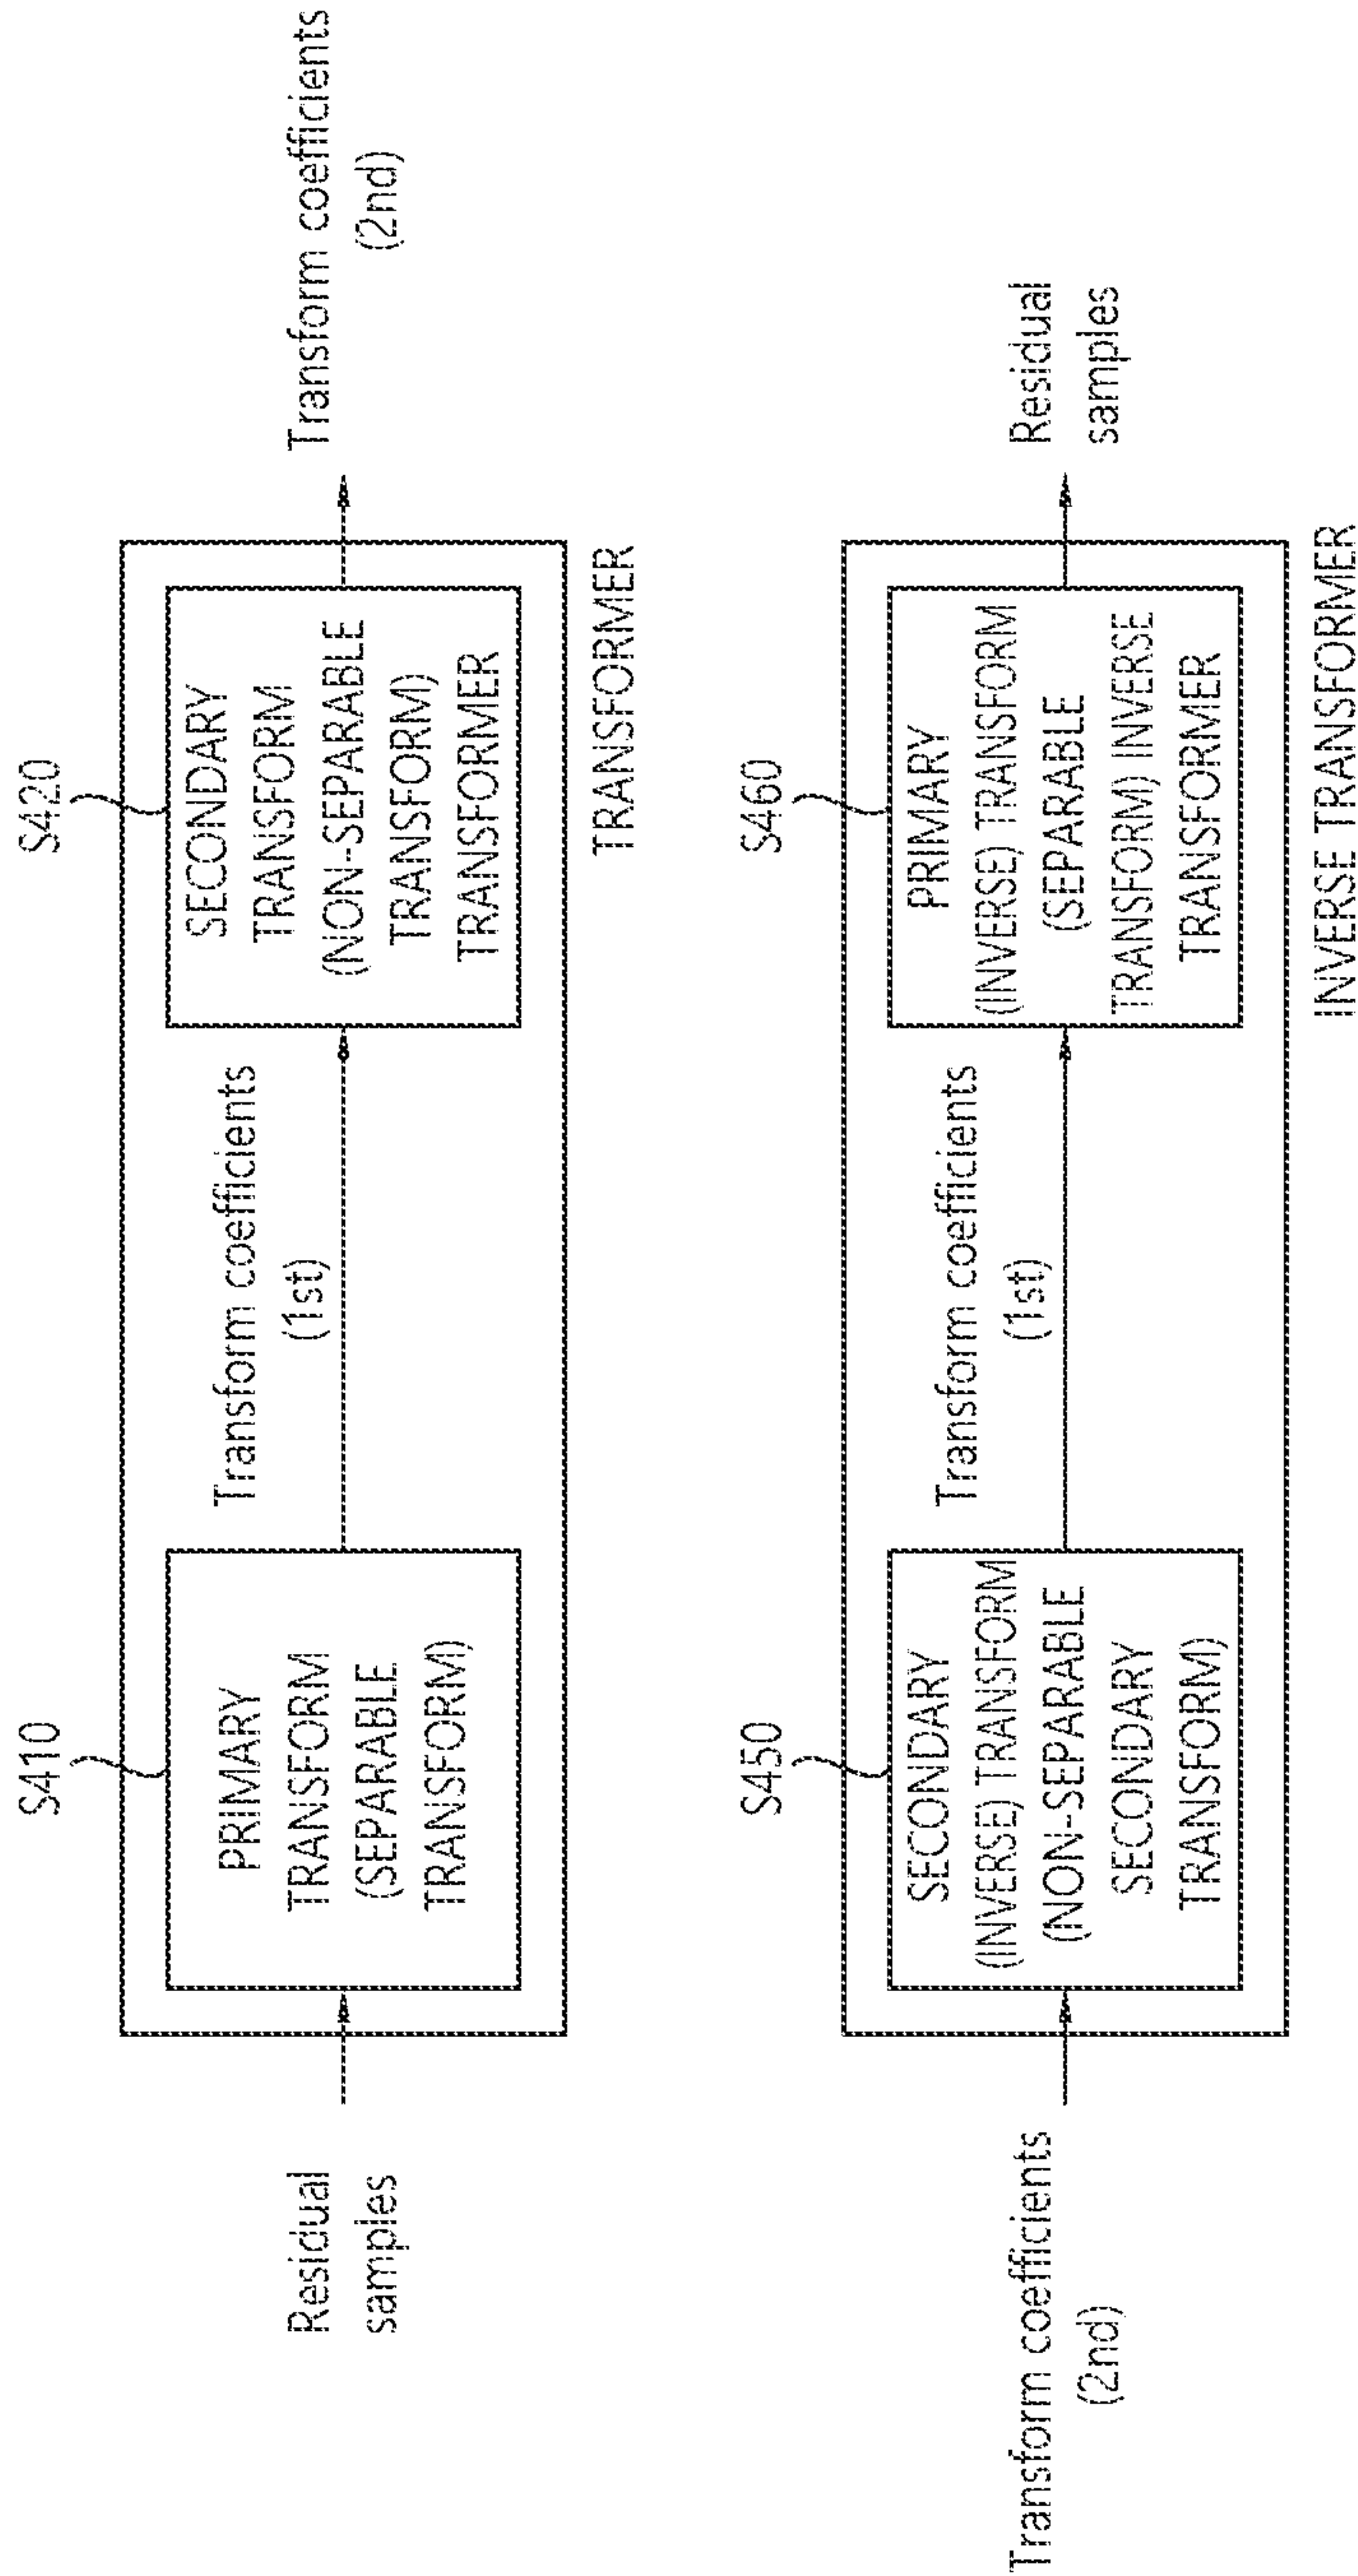 S410
S420
Residual
samples
PRIMARY
TRANSFORM
(SEPARABLE
TRANSFORM)
Transform coefficients
(1st)
SECONDARY
TRANSFORM
(NON-SEPARABLE
TRANSFORM)
TRANSFORMER
Transform coefficients
(2nd)
TRANSFORMER
S450
S460
Transform coefficients
(2nd)
SECONDARY
(INVERSE) TRANSFORM
(NON-SEPARABLE
SECONDARY
TRANSFORM)
Transform coefficients
(1st)
PRIMARY
(INVERSE) TRANSFORM
(SEPARABLE
TRANSFORM) INVERSE
TRANSFORMER
Residual
samples
INVERSE TRANSFORMER